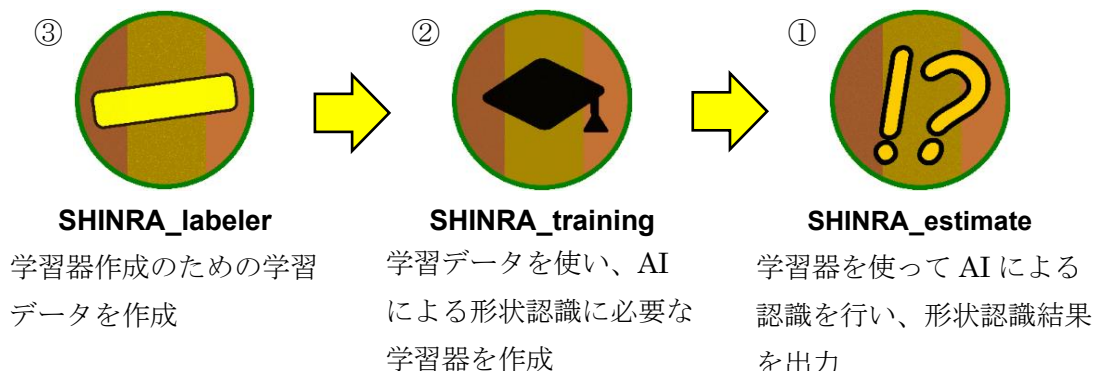 ③
SHINRA_labeler
学習器作成のための学習
データを作成
②
SHINRA_training
学習データを使い、AI
による形状認識に必要な
学習器を作成
①
!?
SHINRA_estimate
学習器を使って AI による
認識を行い、形状認識結果
を出力